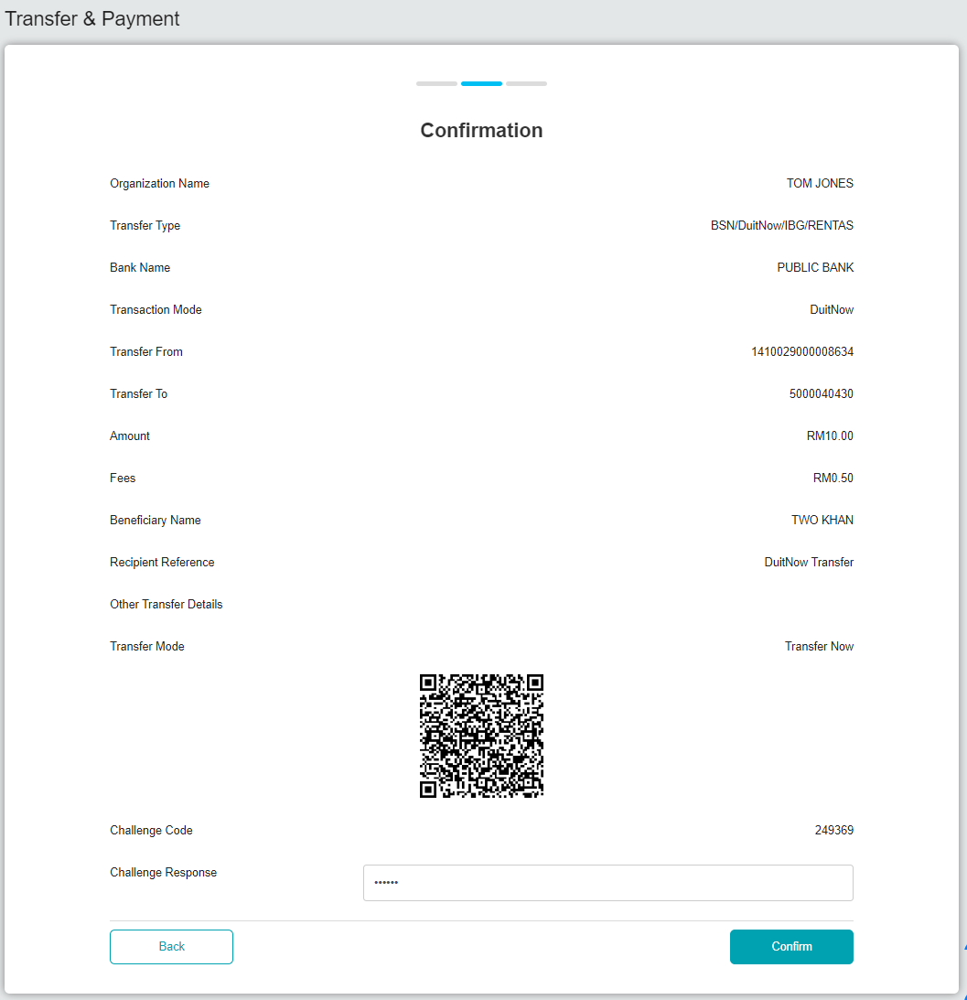 Transfer & Payment
Confirmation
Organization Name TOM JONES
Transfer Type BSN/DuitNow/IBG/RENTAS
Bank Name PUBLIC BANK
Transaction Mode DuitNow
Transfer From 1410029000008634
Transfer To 5000040430
Amount RM10.00
Fees RM0.50
Beneficiary Name TWO KHAN
Recipient Reference DuitNow Transfer
Other Transfer Details
Transfer Mode Transfer Now
Challenge Code 249369
Challenge Response ••••••
Back Confirm